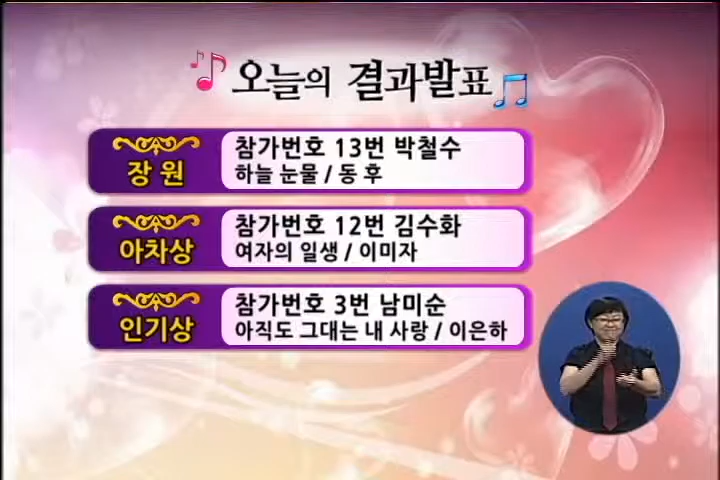 오늘의 결과발표
장 원
참가번호 13번 박철수
하늘 눈물 / 동 후
아차상
참가번호 12번 김수화
여자의 일생 / 이미자
인기상
참가번호 3번 남미순
아직도 그대는 내 사랑 / 이은하